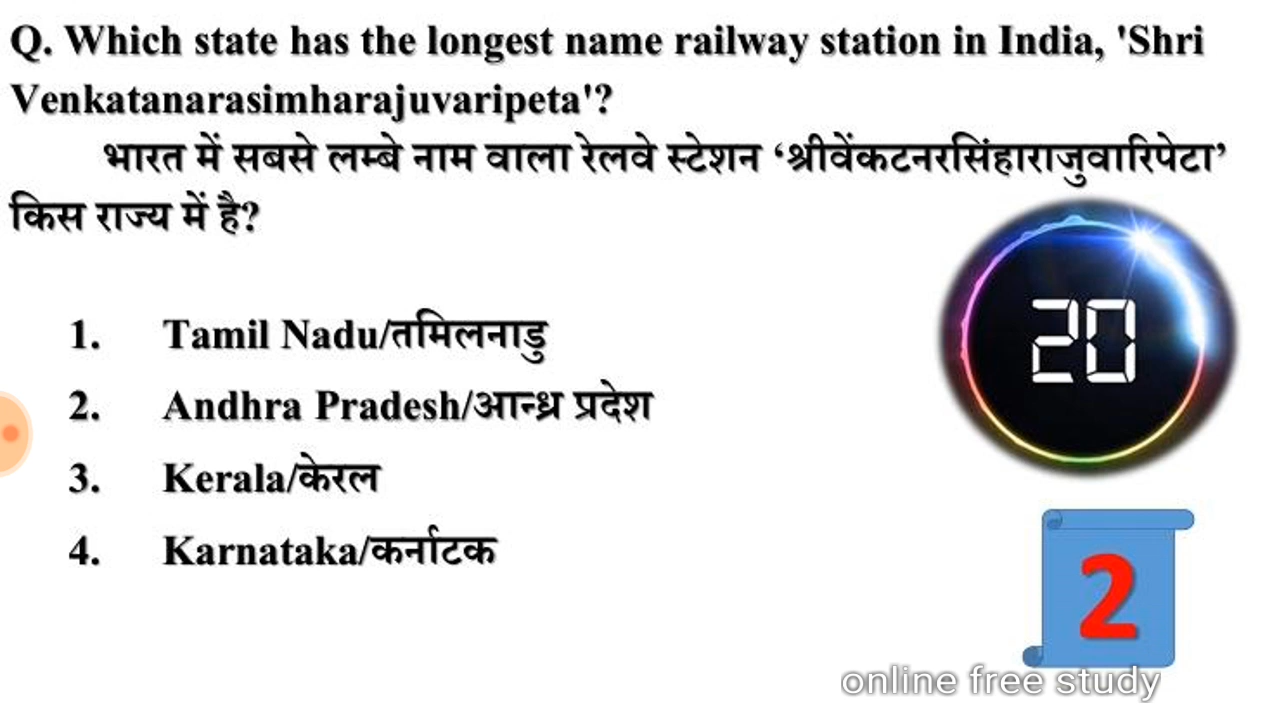 Q. Which state has the longest name railway station in India, 'Shri
Venkatanarasimharajuvaripeta'?
भारत में सबसे लम्बे नाम वाला रेलवे स्टेशन ‘श्रीवेंकटनरसिंहाराजुवारिपेटा’
किस राज्य में है?
20
1. Tamil Nadu/तमिलनाडु
2. Andhra Pradesh/आन्ध्र प्रदेश
3. Kerala/केरल
4. Karnataka/कर्नाटक
2
online free study